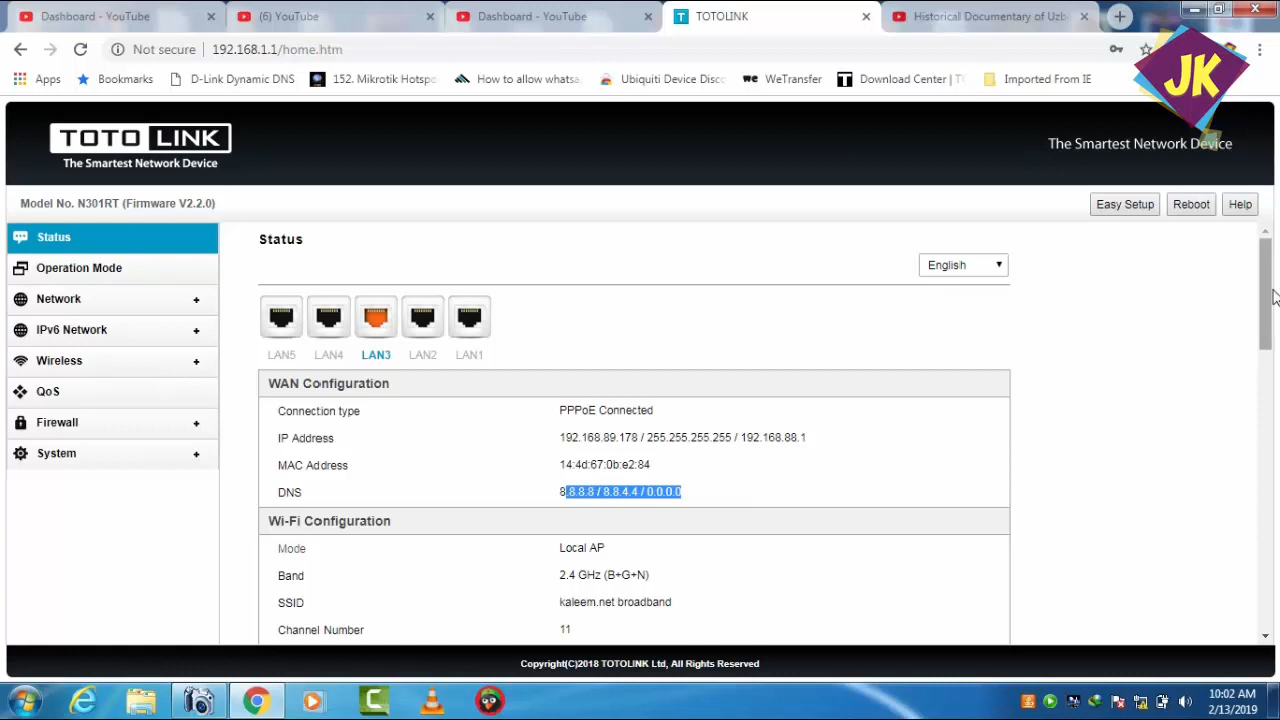 Dashboard - YouTube
(6) YouTube
Dashboard - YouTube
TOTOLINK
Historical Documentary of Uzb
Not secure
192.168.1.1/home.htm
Apps
Bookmarks
D-Link Dynamic DNS
152. Mikrotik Hotspo
How to allow whatsa
Ubiquiti Device Disc
we
WeTransfer
T
Download Center | T
Imported From IE
JK
TOTO LINK
The Smartest Network Device
The Smartest Network Device
Model No. N301RT (Firmware V2.2.0)
Easy Setup
Reboot
Help
Status
Operation Mode
Network +
IPv6 Network +
Wireless +
QoS
Firewall +
System +
Status
English
LAN5 LAN4 LAN3 LAN2 LAN1
WAN Configuration
Connection type PPPoE Connected
IP Address 192.168.89.178 / 255.255.255.255 / 192.168.88.1
MAC Address 14:4d:67:0b:e2:84
DNS 8.8.8.8 / 8.8.4.4 / 0.0.0.0
Wi-Fi Configuration
Mode Local AP
Band 2.4 GHz (B+G+N)
SSID kaleem.net broadband
Channel Number 11
Copyright(C)2018 TOTOLINK Ltd, All Rights Reserved
10:02 AM
2/13/2019